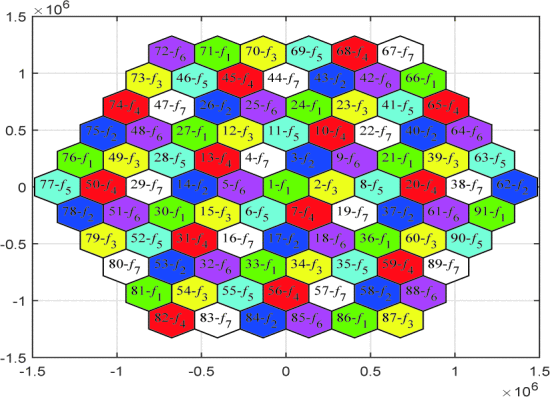 × 10⁶
1.5
72-f₆ 71-f₁ 70-f₃ 69-f₅ 68-f₄ 67-f₇
1
73-f₃ 46-f₅ 45-f₄ 44-f₇ 43-f₂ 42-f₆ 66-f₁
74-f₄ 47-f₇ 26-f₂ 25-f₆ 24-f₁ 23-f₃ 41-f₅ 65-f₄
0.5
75-f₂ 48-f₆ 27-f₁ 12-f₃ 11-f₅ 10-f₄ 22-f₇ 40-f₂ 64-f₆
76-f₁ 49-f₃ 28-f₅ 13-f₄ 4-f₇ 3-f₂ 9-f₆ 21-f₁ 39-f₃ 63-f₅
0
77-f₅ 50-f₄ 29-f₇ 14-f₂ 5-f₆ 1-f₁ 2-f₃ 8-f₅ 20-f₄ 38-f₇ 62-f₂
78-f₂ 51-f₆ 30-f₁ 15-f₃ 6-f₅ 7-f₄ 19-f₇ 37-f₂ 61-f₆ 91-f₁
79-f₃ 52-f₅ 31-f₄ 16-f₇ 17-f₂ 18-f₆ 36-f₁ 60-f₃ 90-f₅
-0.5
80-f₇ 53-f₂ 32-f₆ 33-f₁ 34-f₃ 35-f₅ 59-f₄ 89-f₇
81-f₁ 54-f₃ 55-f₅ 56-f₄ 57-f₇ 58-f₂ 88-f₆
-1
82-f₄ 83-f₇ 84-f₂ 85-f₆ 86-f₁ 87-f₃
-1.5
-1.5 -1 -0.5 0 0.5 1 1.5
× 10⁶